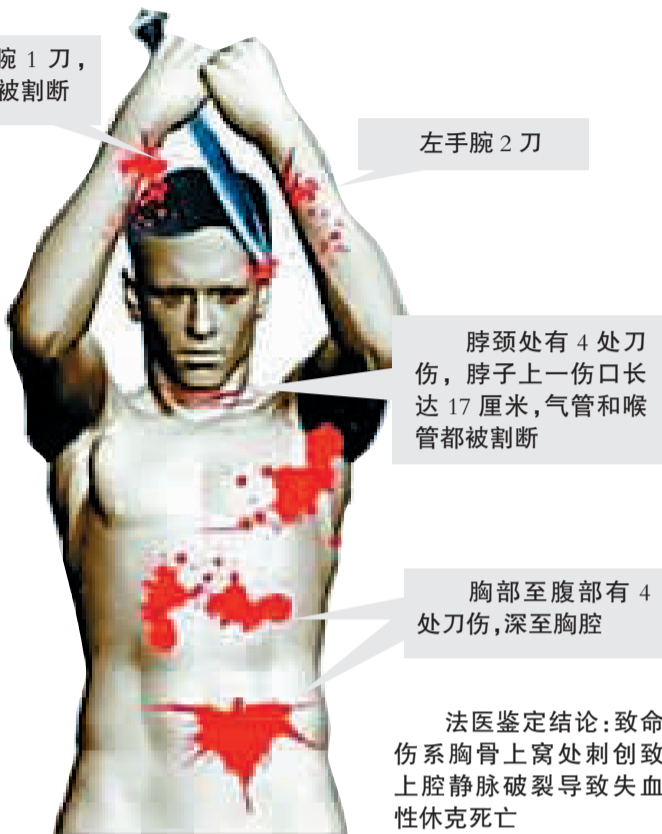 腕 1 刀，
被割断
左手腕 2 刀
脖颈处有 4 处刀
伤，脖子上一伤口长
达 17 厘米，气管和喉
管都被割断
胸部至腹部有 4
处刀伤，深至胸腔
法医鉴定结论：致命
伤系胸骨上窝处刺创致
上腔静脉破裂导致失血
性休克死亡